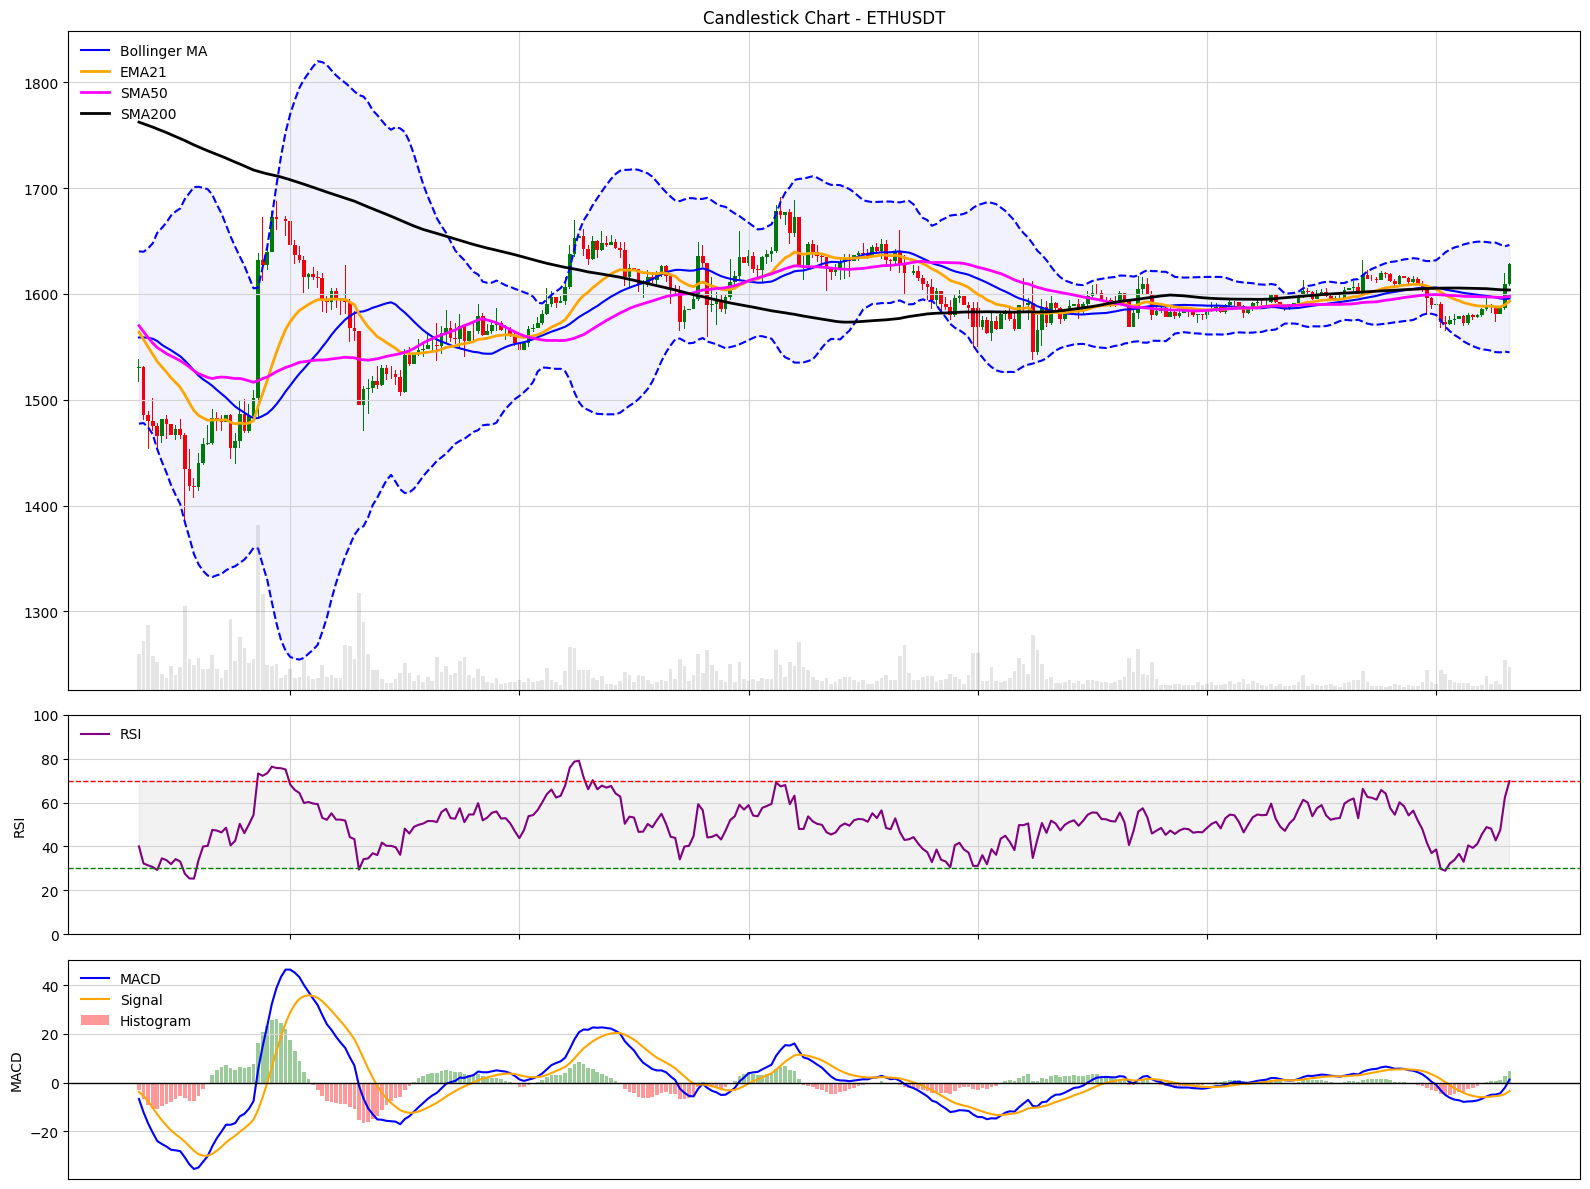 Candlestick Chart - ETHUSDT
Bollinger MA
EMA21
SMA50
SMA200
1800
1700
1600
1500
1400
1300
RSI
100
80
60
40
20
0
RSI
MACD
Signal
Histogram
40
20
0
−20
MACD